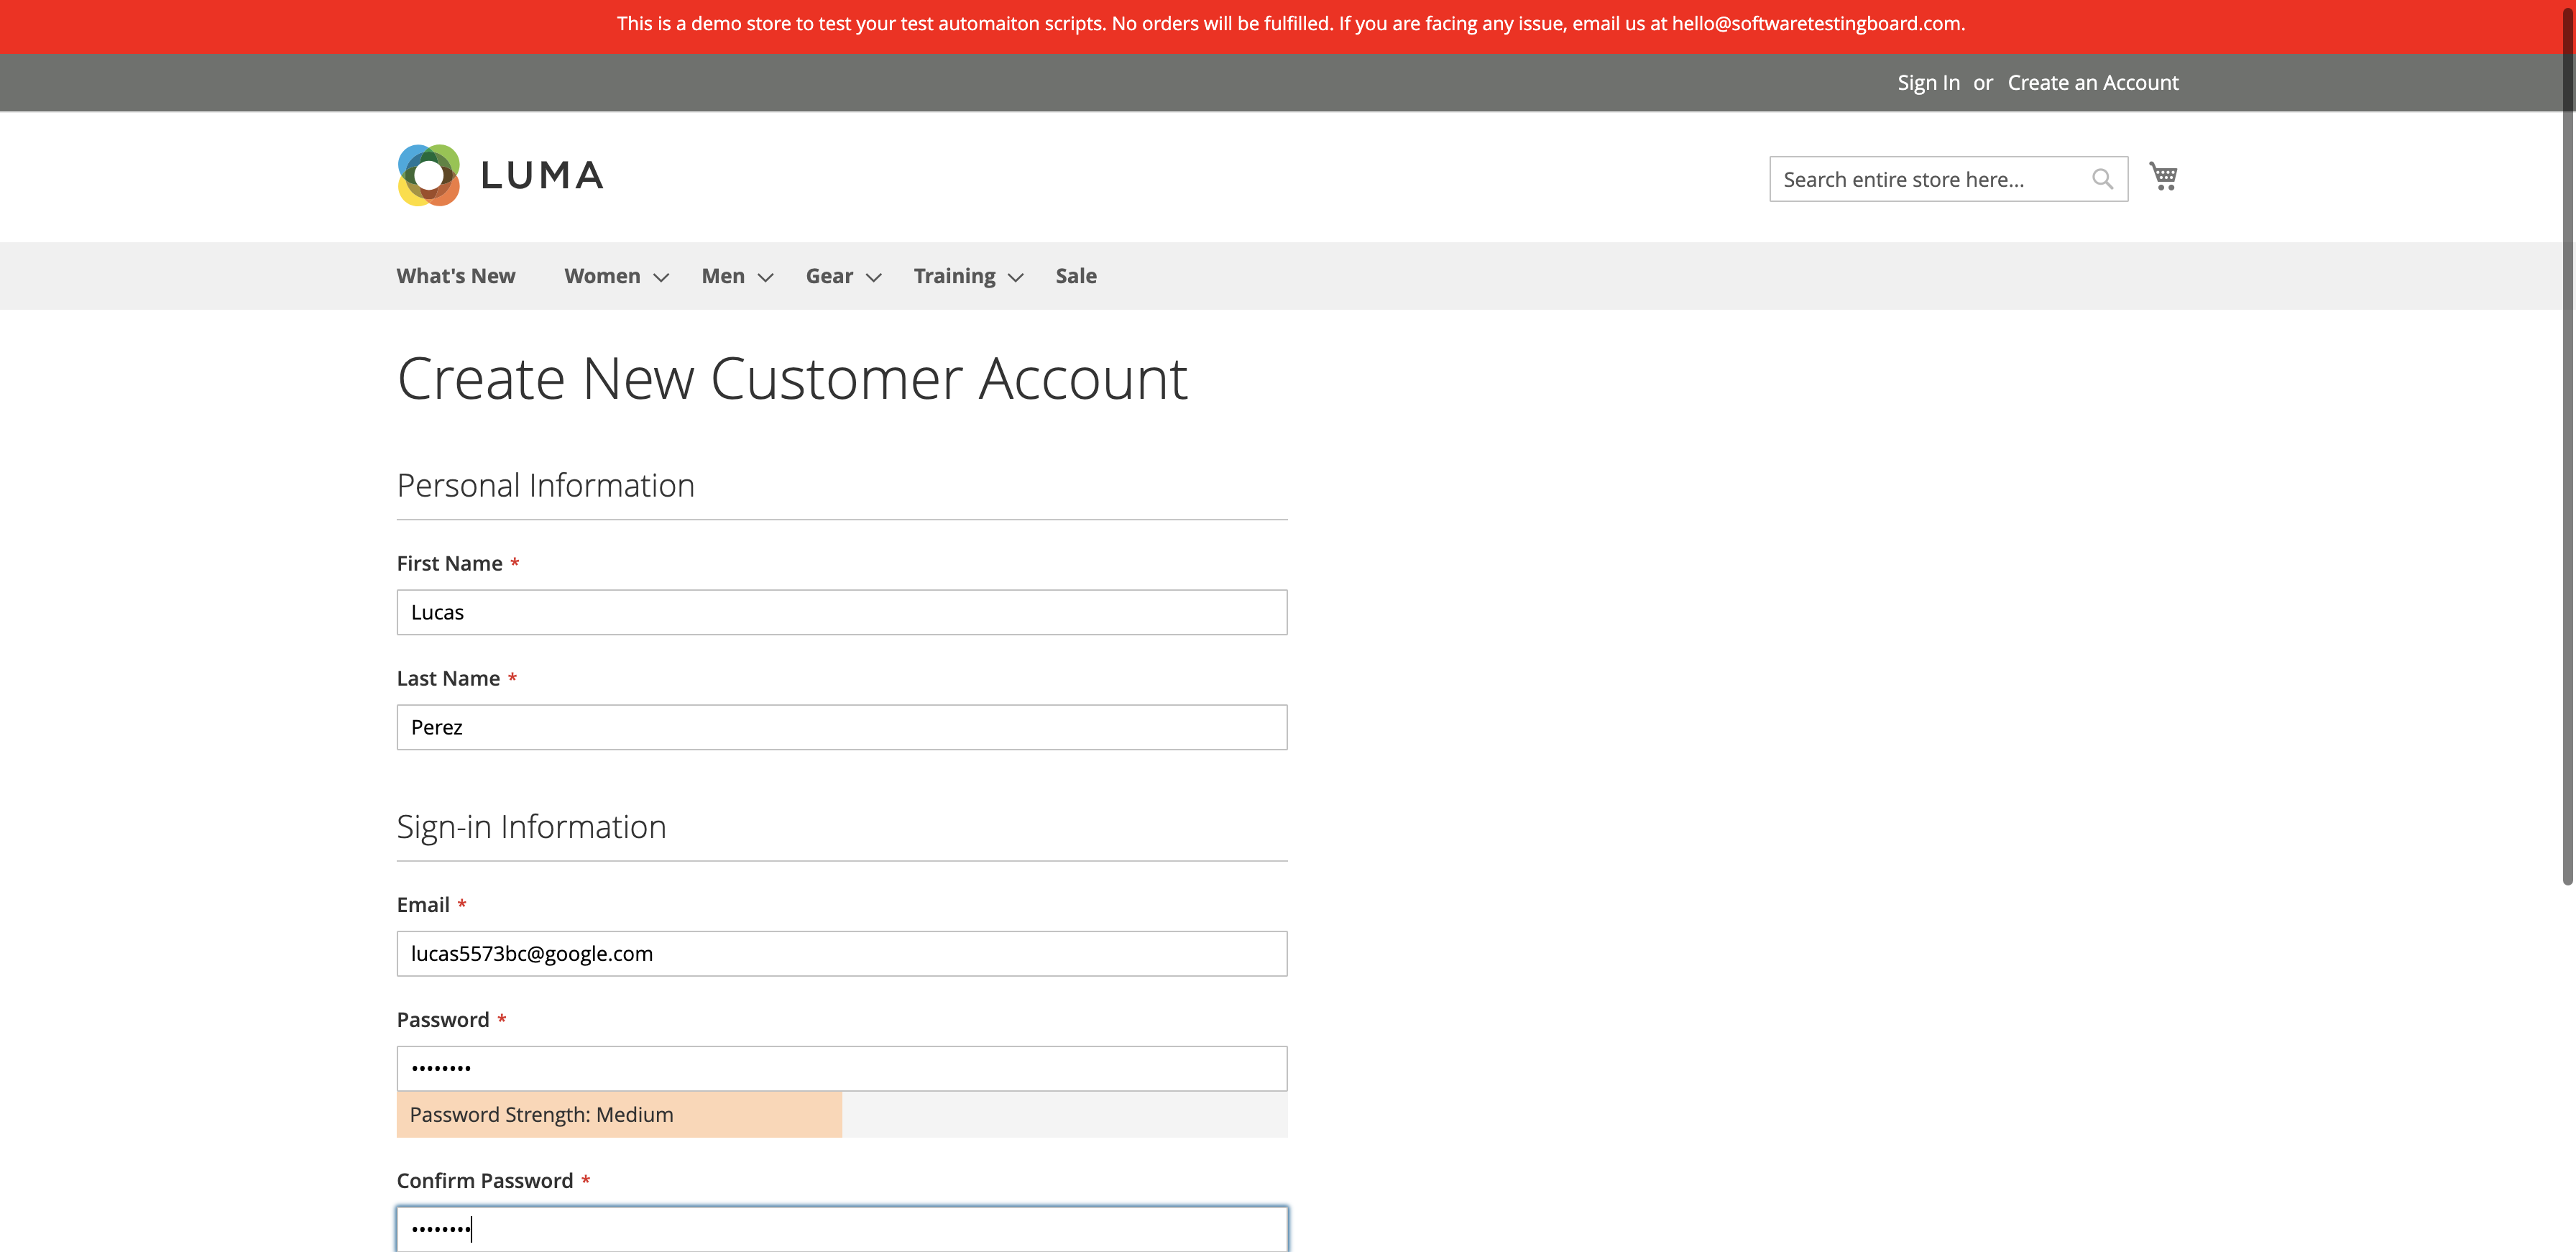 This is a demo store to test your test automaiton scripts. No orders will be fulfilled. If you are facing any issue, email us at hello@softwaretestingboard.com.
Sign In or Create an Account
LUMA
Search entire store here...
What's New Women Men Gear Training Sale
Create New Customer Account
Personal Information
First Name *
Lucas
Last Name *
Perez
Sign-in Information
Email *
lucas5573bc@google.com
Password *
••••••••
Password Strength: Medium
Confirm Password *
••••••••